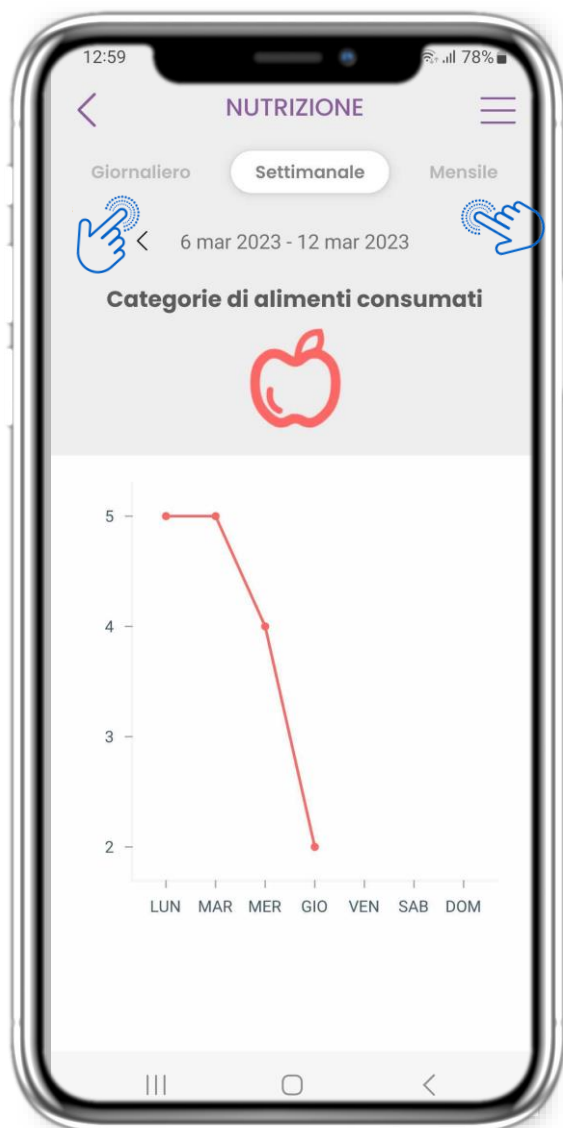 12:59 78%
NUTRIZIONE
Giornaliero Settimanale Mensile
6 mar 2023 - 12 mar 2023
Categorie di alimenti consumati
5
4
3
2
LUN MAR MER GIO VEN SAB DOM